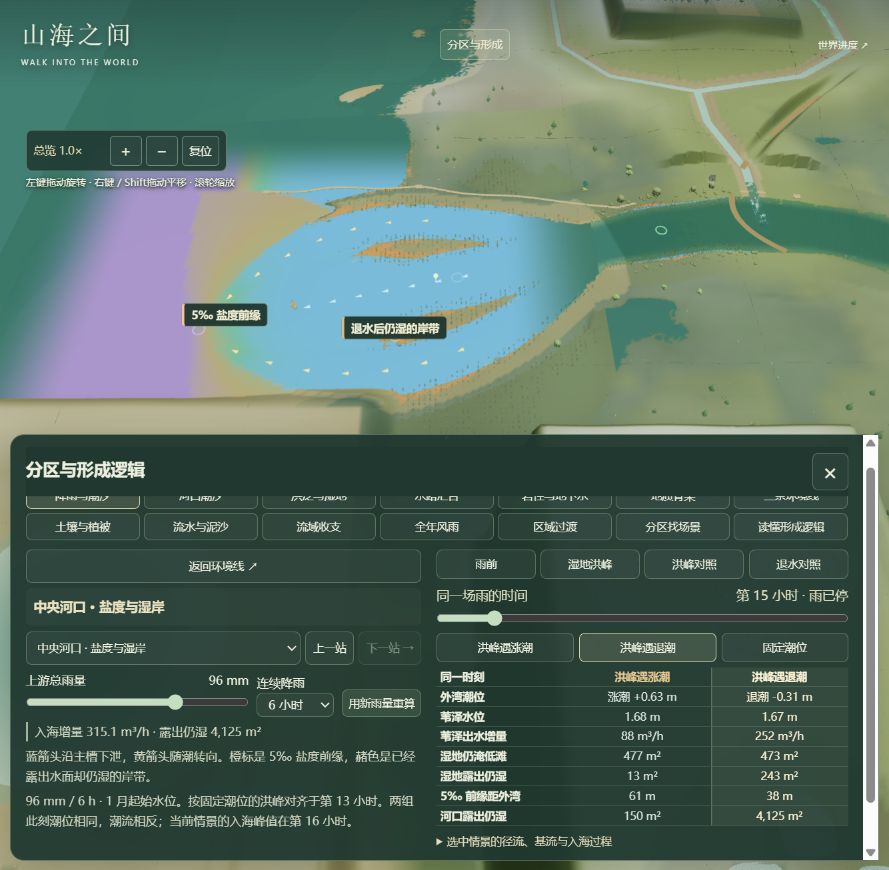 山海之间
WALK INTO THE WORLD
分区与形成
世界进度 ↗
总览 1.0×
+
−
复位
左键拖动旋转 · 右键 / Shift拖动平移 · 滚轮缩放
5‰ 盐度前缘
退水后仍湿的岸带
分区与形成逻辑
×
土壤与植被
流水与泥沙
流域收支
全年风雨
区域过渡
分区找场景
读懂形成逻辑
返回环境线 ↗
中央河口 · 盐度与湿岸
中央河口 · 盐度与湿岸
上一站
下一站 →
上游总雨量
96 mm
连续降雨
6 小时
用新雨量重算
入海增量 315.1 m³/h · 露出仍湿 4,125 m²
蓝箭头沿主槽下泄，黄箭头随潮转向。橙标是 5‰ 盐度前缘，赭色是已经
露出水面却仍湿的岸带。
96 mm / 6 h · 1 月起始水位。按固定潮位的洪峰对齐于第 13 小时。两组
此刻潮位相同，潮流相反；当前情景的入海峰值在第 16 小时。
雨前
湿地洪峰
洪峰对照
退水对照
同一场雨的时间
第 15 小时 · 雨已停
洪峰遇涨潮
洪峰遇退潮
固定潮位
同一时刻 洪峰遇涨潮 洪峰遇退潮
外湾潮位 涨潮 +0.63 m 退潮 -0.31 m
苇泽水位 1.68 m 1.67 m
苇泽出水增量 88 m³/h 252 m³/h
湿地仍淹低滩 477 m² 473 m²
湿地露出仍湿 13 m² 243 m²
5‰ 前缘距外湾 61 m 38 m
河口露出仍湿 150 m² 4,125 m²
▸ 选中情景的径流、基流与入海过程